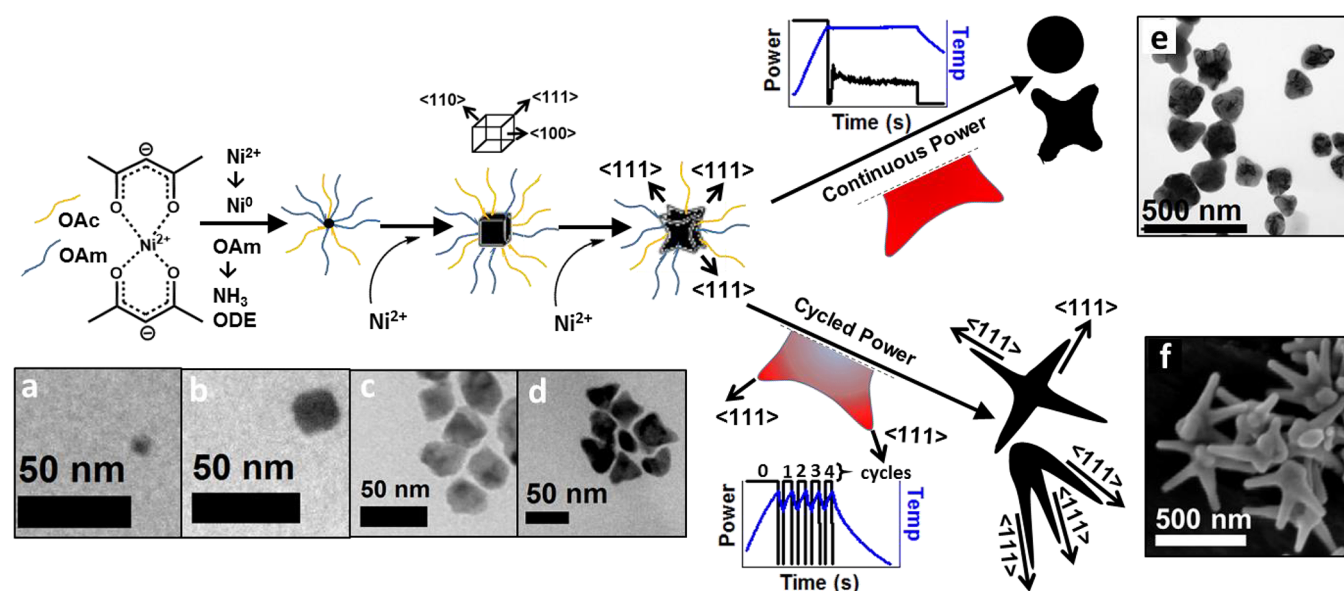 OAc
OAm
O
O
Ni2+
O
O
Ni2+
Ni0
OAm
NH3
ODE
Ni2+
<110>
<111>
<100>
Ni2+
<111>
<111>
<111>
Power
Temp
Time (s)
Continuous Power
Cycled Power
<111>
<111>
0 1 2 3 4 } cycles
Power
Temp
Time (s)
<111>
<111>
<111>
<111>
<111>
a
50 nm
b
50 nm
c
50 nm
d
50 nm
e
500 nm
f
500 nm